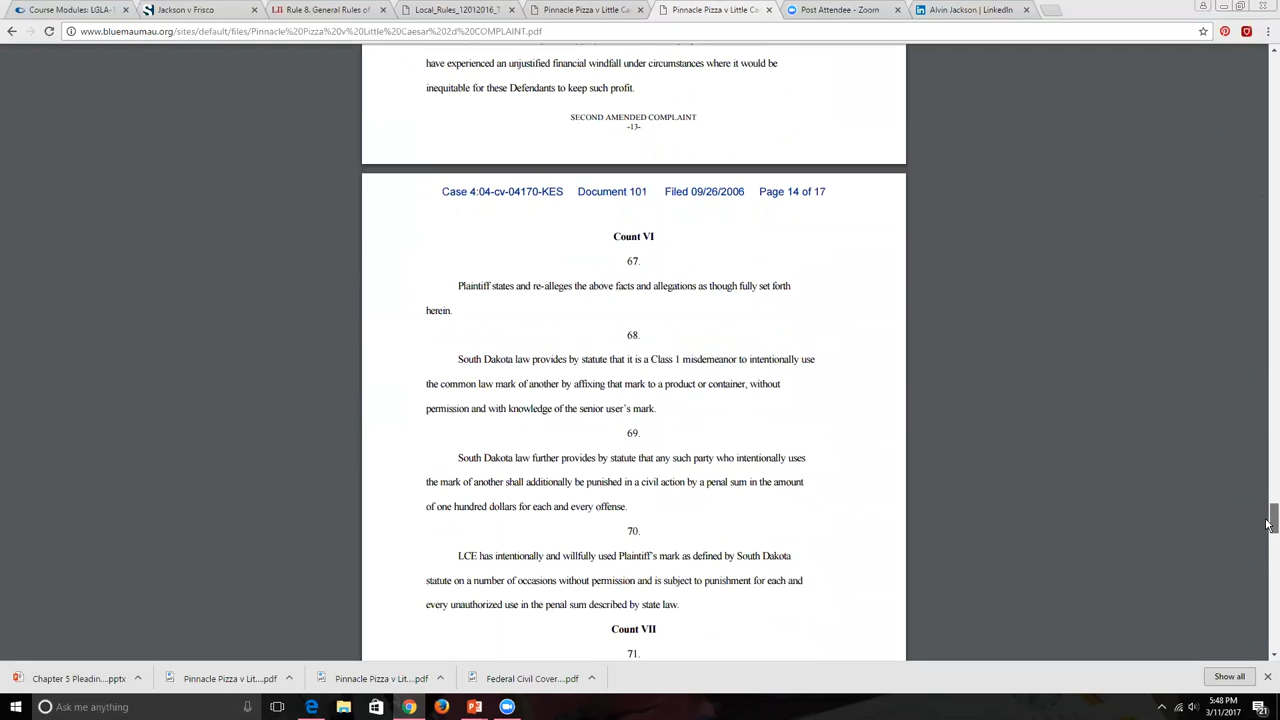 Course Modules: LGLA-1
Jackson v Frisco
Rule 8. General Rules of
Local_Rules_12012016_T
Pinnacle Pizza v Little Ca
Pinnacle Pizza v Little Ca
Post Attendee - Zoom
Alvin Jackson | LinkedIn
www.bluemaumau.org/sites/default/files/Pinnacle%20Pizza%20v%20Little%20Caesar%202d%20COMPLAINT.pdf
have experienced an unjustified financial windfall under circumstances where it would be
inequitable for these Defendants to keep such profit.
SECOND AMENDED COMPLAINT
-13-
Case 4:04-cv-04170-KES Document 101 Filed 09/26/2006 Page 14 of 17
Count VI
67.
Plaintiff states and re-alleges the above facts and allegations as though fully set forth
herein.
68.
South Dakota law provides by statute that it is a Class 1 misdemeanor to intentionally use
the common law mark of another by affixing that mark to a product or container, without
permission and with knowledge of the senior user's mark.
69.
South Dakota law further provides by statute that any such party who intentionally uses
the mark of another shall additionally be punished in a civil action by a penal sum in the amount
of one hundred dollars for each and every offense.
70.
LCE has intentionally and willfully used Plaintiff's mark as defined by South Dakota
statute on a number of occasions without permission and is subject to punishment for each and
every unauthorized use in the penal sum described by state law.
Count VII
71.
Chapter 5 Pleadin....pptx
Pinnacle Pizza v Lit....pdf
Pinnacle Pizza v Lit....pdf
Federal Civil Cover....pdf
Show all
Ask me anything
5:48 PM
3/11/2017